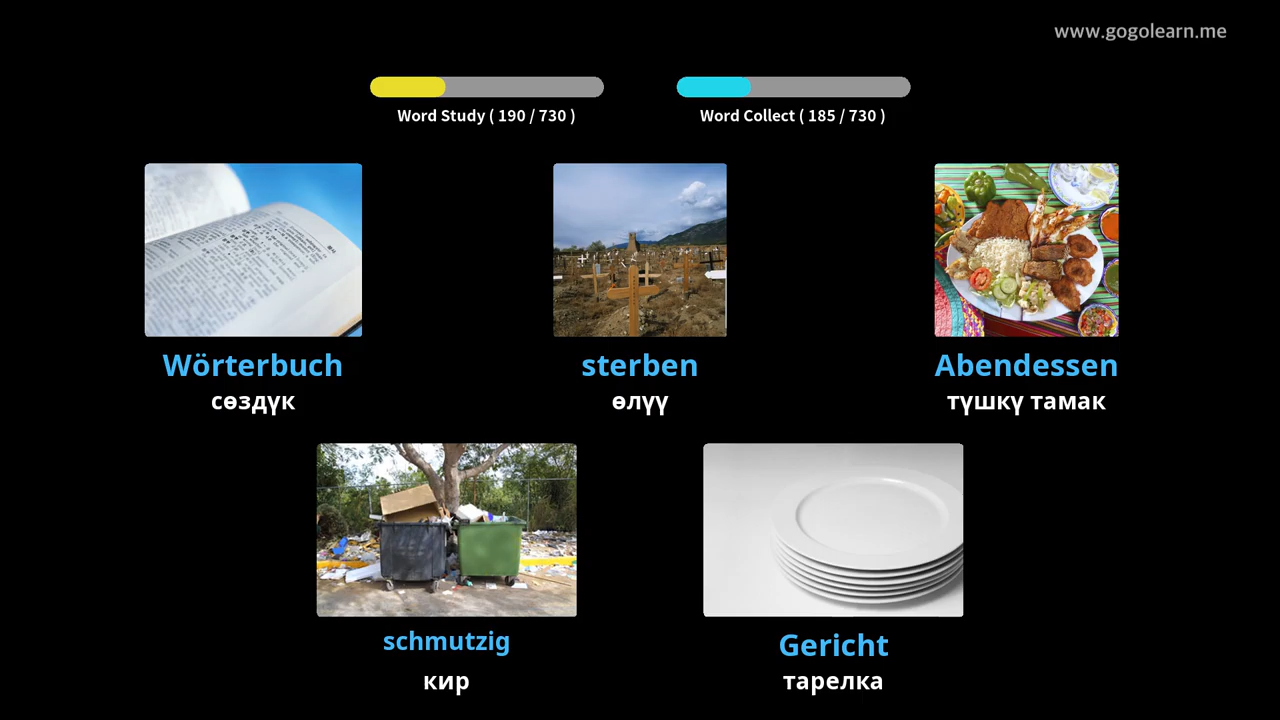 www.gogolearn.me
Word Study ( 190 / 730 )
Word Collect ( 185 / 730 )
Wörterbuch
сөздүк
sterben
өлүү
Abendessen
түшкү тамак
schmutzig
кир
Gericht
тарелка